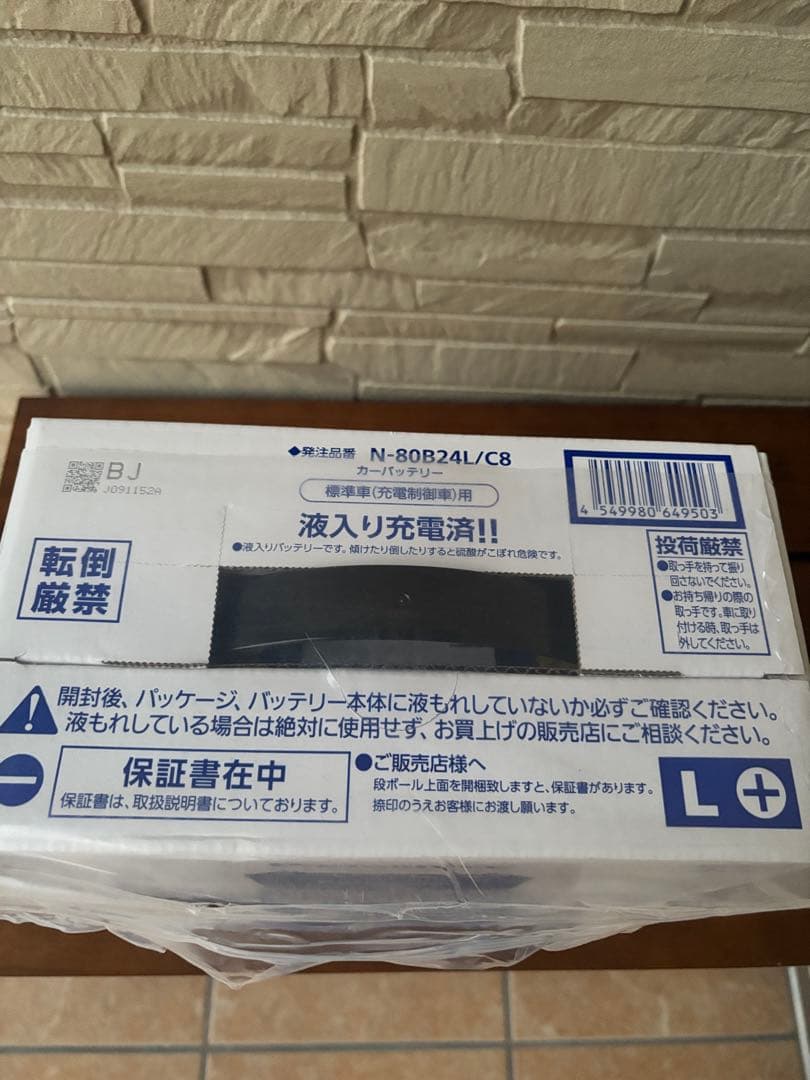 ◆発注品番 N-80B24L/C8
カーバッテリー
標準車(充電制御車)用
液入り充電済!!
●液入りバッテリーです。傾けたり倒したりすると硫酸がこぼれ危険です。
BJ
J091152A
4 549980 649503
転倒
厳禁
投荷厳禁
●取っ手を持って振り
回さないでください。
●お持ち帰りの際の
取っ手です。車に取り
付ける時、取っ手は
外してください。
開封後、パッケージ、バッテリー本体に液もれしていないか必ずご確認ください。
液もれしている場合は絶対に使用せず、お買上げの販売店にご相談ください。
保証書在中
保証書は、取扱説明書についております。
●ご販売店様へ
段ボール上面を開梱致しますと、保証書があります。
捺印のうえお客様にお渡し願います。
L +